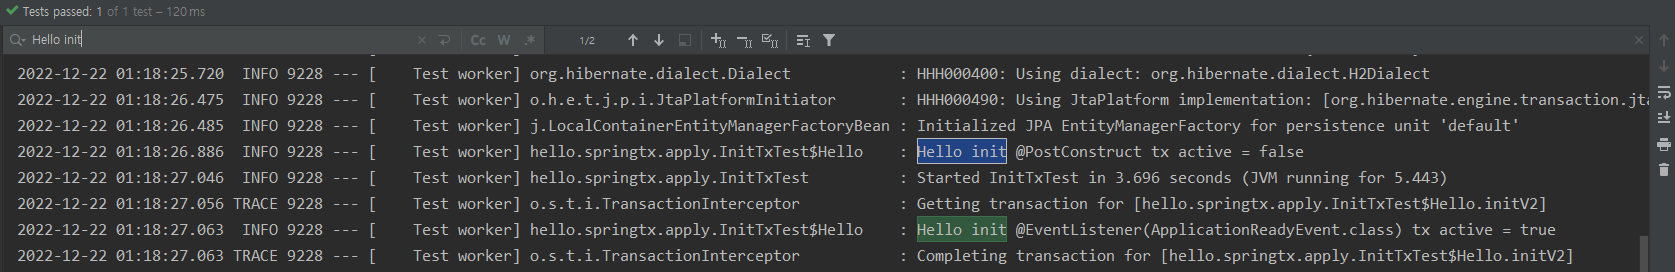 Tests passed: 1 of 1 test – 120 ms
Hello init Cc W .* 1/2
2022-12-22 01:18:25.720  INFO 9228 --- [    Test worker] org.hibernate.dialect.Dialect            : HHH000400: Using dialect: org.hibernate.dialect.H2Dialect
2022-12-22 01:18:26.475  INFO 9228 --- [    Test worker] o.h.e.t.j.p.i.JtaPlatformInitiator       : HHH000490: Using JtaPlatform implementation: [org.hibernate.engine.transaction.jta
2022-12-22 01:18:26.485  INFO 9228 --- [    Test worker] j.LocalContainerEntityManagerFactoryBean : Initialized JPA EntityManagerFactory for persistence unit 'default'
2022-12-22 01:18:26.886  INFO 9228 --- [    Test worker] hello.springtx.apply.InitTxTest$Hello    : Hello init @PostConstruct tx active = false
2022-12-22 01:18:27.046  INFO 9228 --- [    Test worker] hello.springtx.apply.InitTxTest          : Started InitTxTest in 3.696 seconds (JVM running for 5.443)
2022-12-22 01:18:27.056 TRACE 9228 --- [    Test worker] o.s.t.i.TransactionInterceptor           : Getting transaction for [hello.springtx.apply.InitTxTest$Hello.initV2]
2022-12-22 01:18:27.063  INFO 9228 --- [    Test worker] hello.springtx.apply.InitTxTest$Hello    : Hello init @EventListener(ApplicationReadyEvent.class) tx active = true
2022-12-22 01:18:27.063 TRACE 9228 --- [    Test worker] o.s.t.i.TransactionInterceptor           : Completing transaction for [hello.springtx.apply.InitTxTest$Hello.initV2]